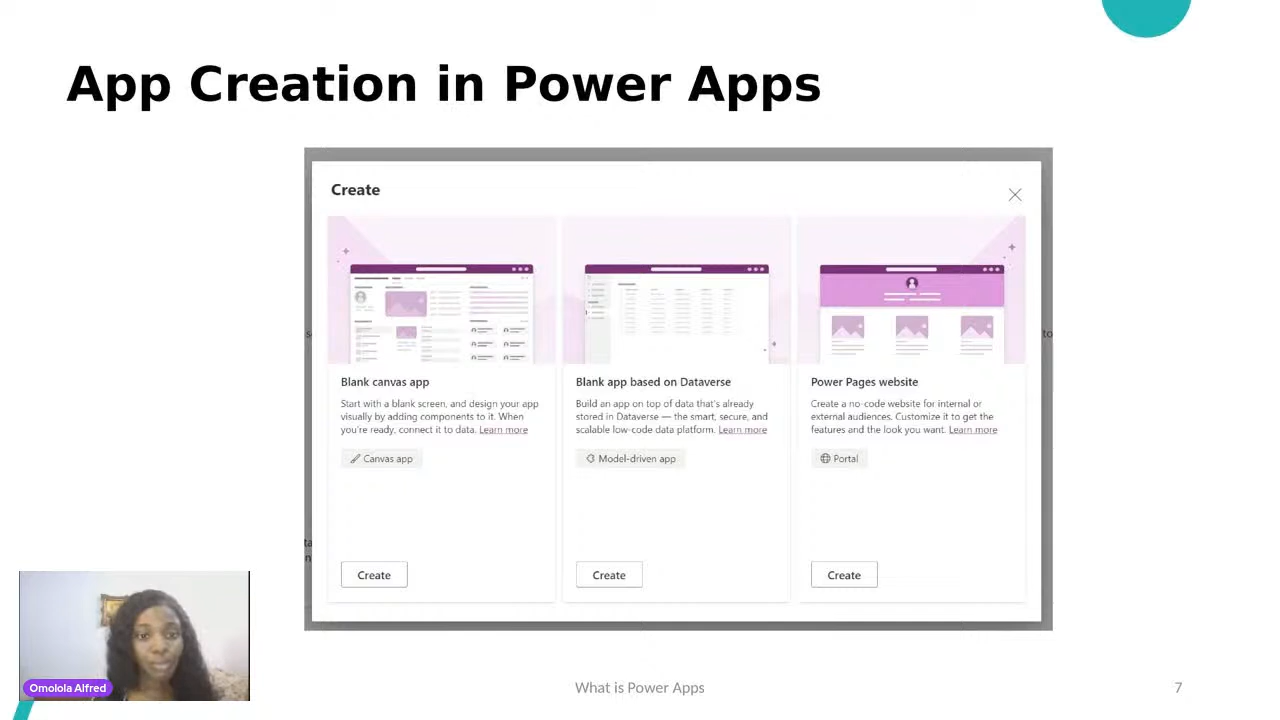 App Creation in Power Apps
Create
Blank canvas app
Start with a blank screen, and design your app
visually by adding components to it. When
you're ready, connect it to data. Learn more
Canvas app
Create
Blank app based on Dataverse
Build an app on top of data that's already
stored in Dataverse — the smart, secure, and
scalable low-code data platform. Learn more
Model-driven app
Create
Power Pages website
Create a no-code website for internal or
external audiences. Customize it to get the
features and the look you want. Learn more
Portal
Create
to
Omolola Alfred
What is Power Apps
7